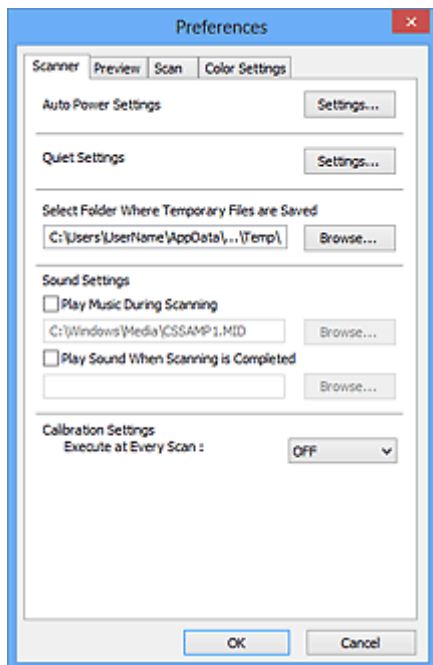 Preferences
Scanner Preview Scan Color Settings
Auto Power Settings Settings...
Quiet Settings Settings...
Select Folder Where Temporary Files are Saved
C:\Users\UserName\AppData\,...\Temp\, Browse...
Sound Settings
Play Music During Scanning
C:\Windows\Media\CSSAMP1.MID Browse...
Play Sound When Scanning is Completed
Browse...
Calibration Settings
Execute at Every Scan : OFF
OK Cancel